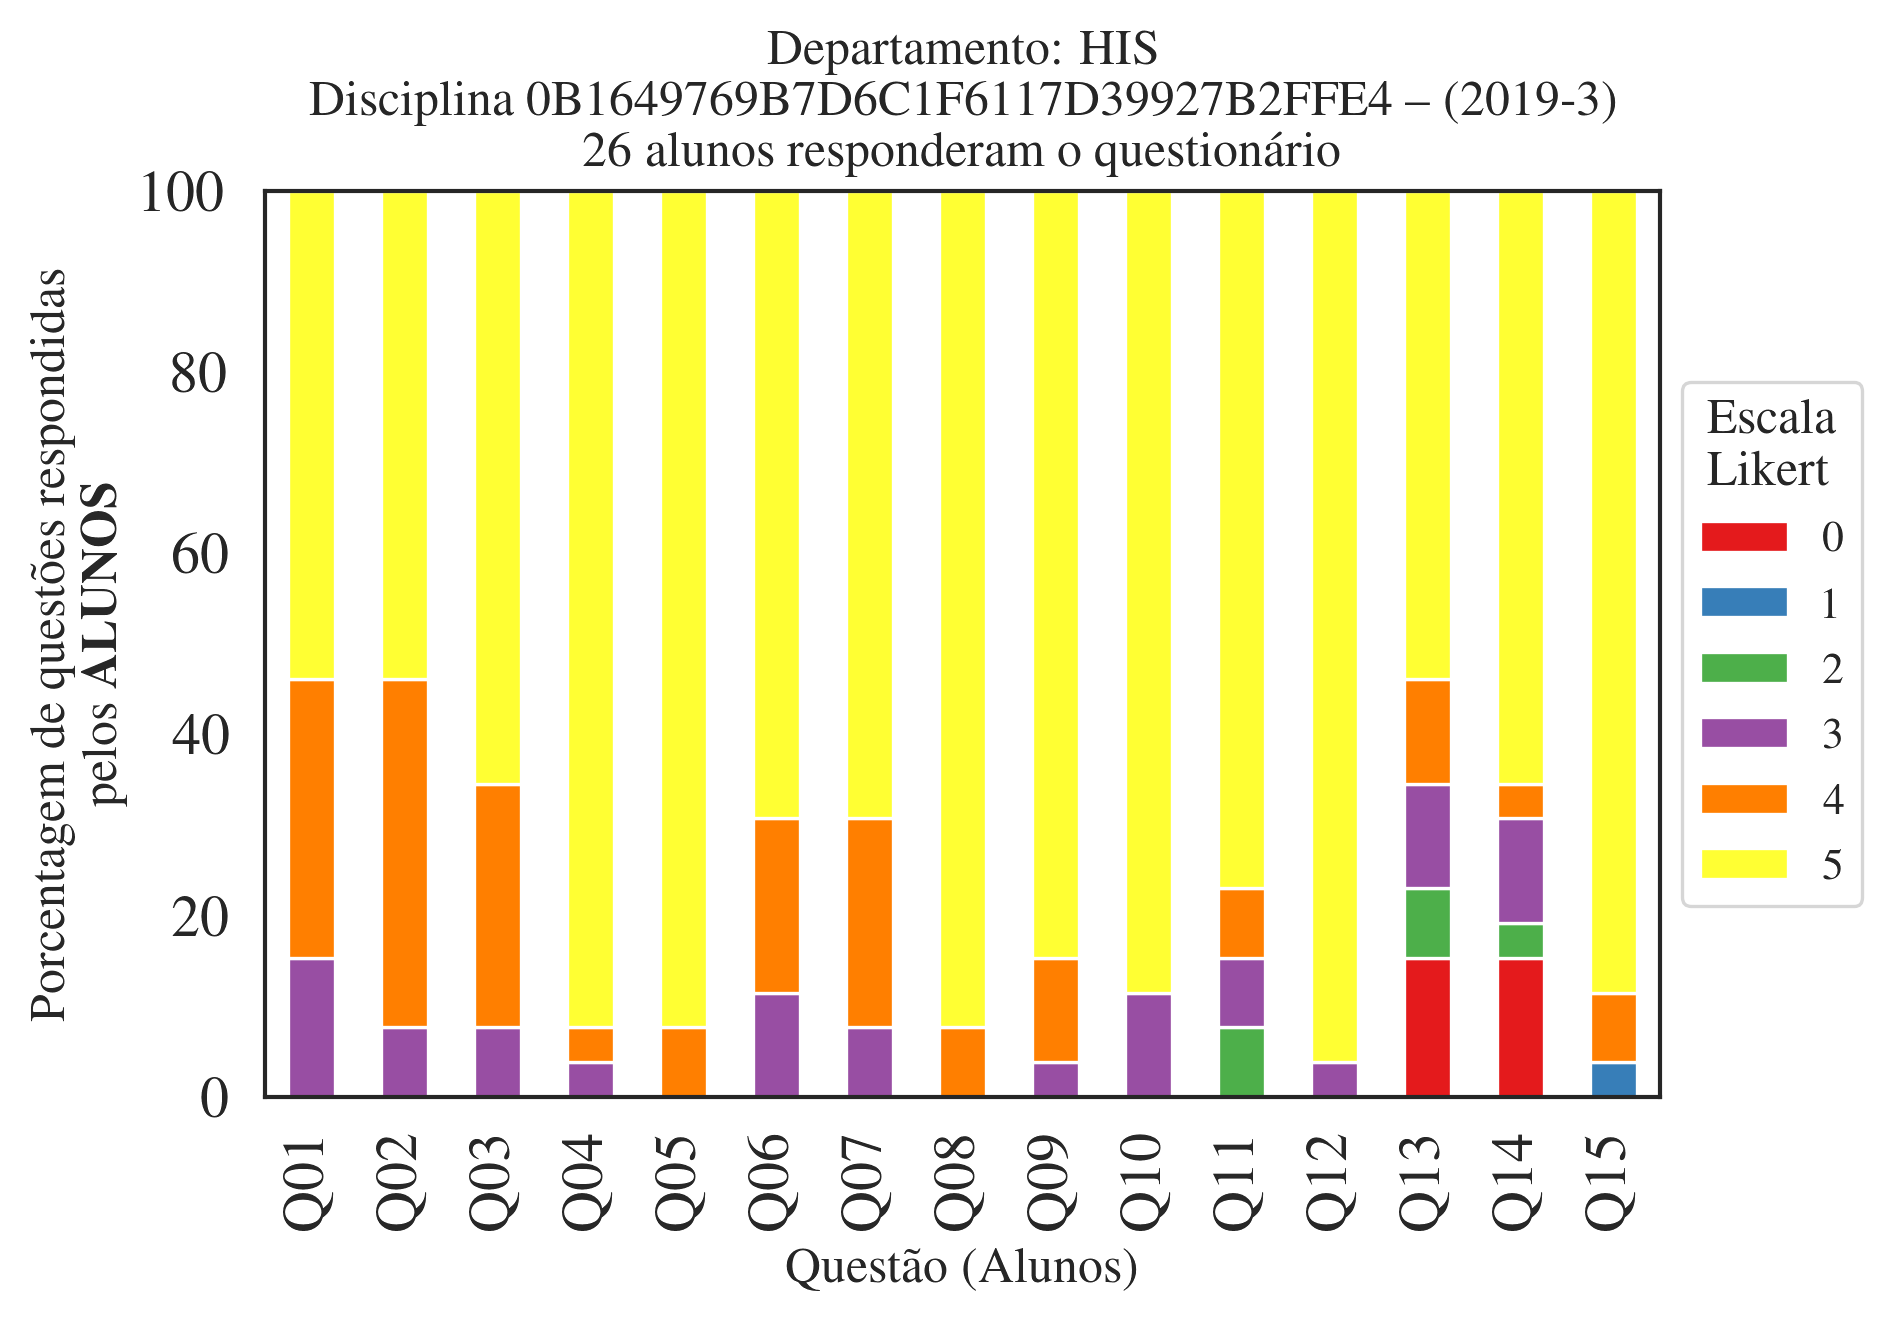 Departamento: HIS
Disciplina 0B1649769B7D6C1F6117D39927B2FFE4 – (2019-3)
26 alunos responderam o questionário
Porcentagem de questões respondidas
pelos ALUNOS
100
80
60
40
20
0
Q01
Q02
Q03
Q04
Q05
Q06
Q07
Q08
Q09
Q10
Q11
Q12
Q13
Q14
Q15
Questão (Alunos)
Escala
Likert
0
1
2
3
4
5